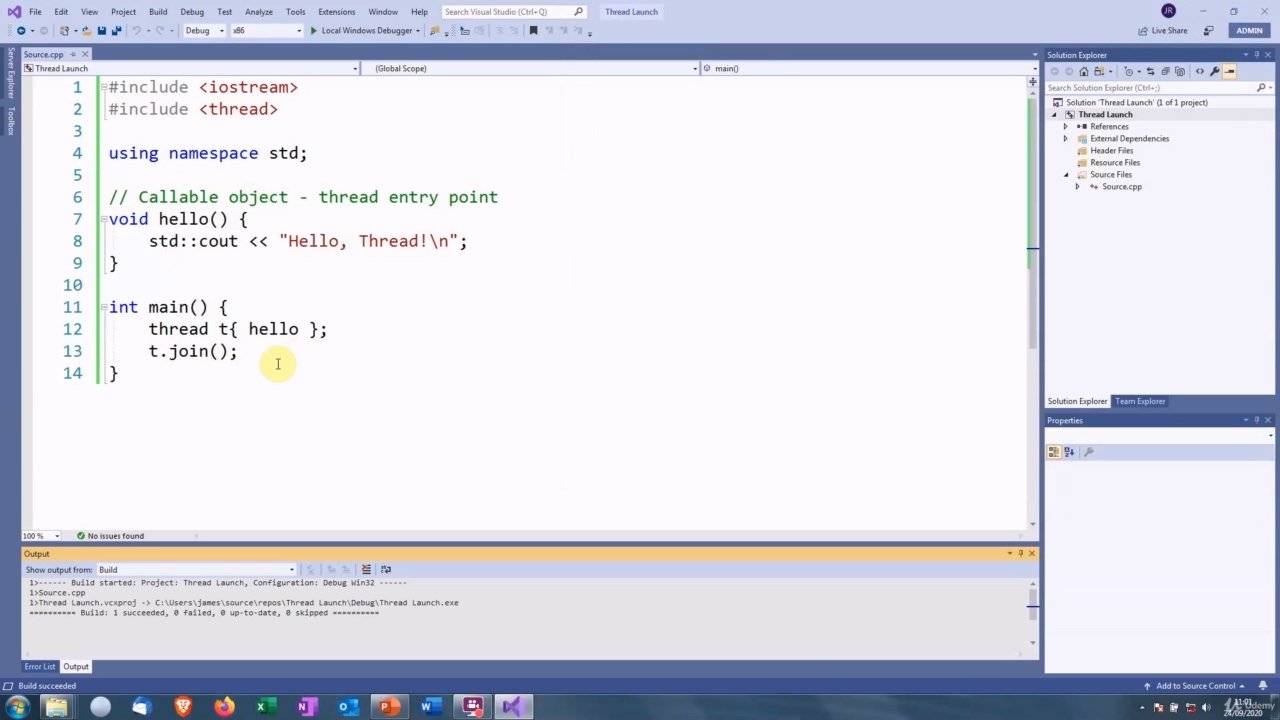 File Edit View Project Build Debug Test Analyze Tools Extensions Window Help Search Visual Studio (Ctrl+Q) Thread Launch JR
Debug x86 Local Windows Debugger Live Share ADMIN
Server Explorer
Toolbox
Source.cpp
Thread Launch (Global Scope) main()
1 #include <iostream>
2 #include <thread>
3
4 using namespace std;
5
6 // Callable object - thread entry point
7 void hello() {
8 std::cout << "Hello, Thread!\n";
9 }
10
11 int main() {
12 thread t{ hello };
13 t.join();
14 }
100 % No issues found
Output
Show output from: Build
1>------ Build started: Project: Thread Launch, Configuration: Debug Win32 ------
1>Source.cpp
1>Thread Launch.vcxproj -> C:\Users\james\source\repos\Thread Launch\Debug\Thread Launch.exe
========== Build: 1 succeeded, 0 failed, 0 up-to-date, 0 skipped ==========
Error List Output
Solution Explorer
Search Solution Explorer (Ctrl+;)
Solution 'Thread Launch' (1 of 1 project)
Thread Launch
References
External Dependencies
Header Files
Resource Files
Source Files
Source.cpp
Solution Explorer Team Explorer
Properties
Build succeeded Add to Source Control
11:01
24/09/2020
Udemy